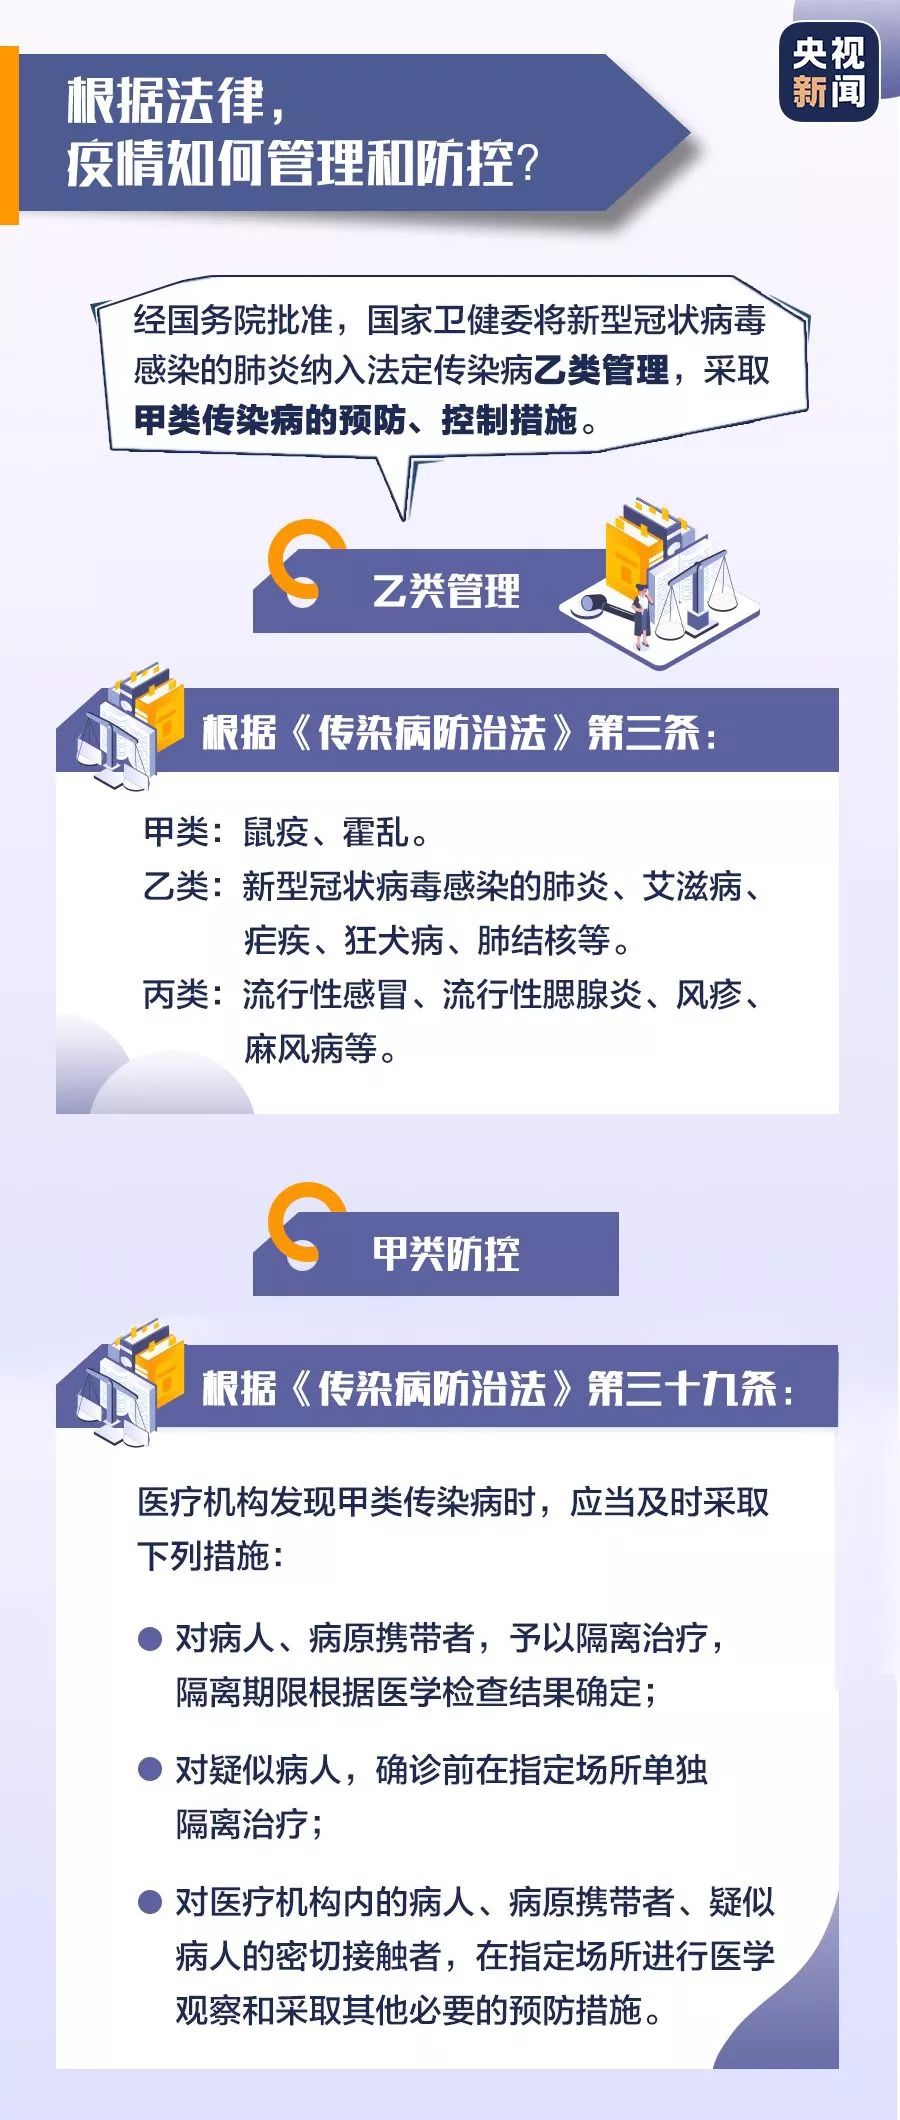 央视
新闻
根据法律，
疫情如何管理和防控？
经国务院批准，国家卫健委将新型冠状病毒
感染的肺炎纳入法定传染病乙类管理，采取
甲类传染病的预防、控制措施。
乙类管理
根据《传染病防治法》第三条：
甲类：鼠疫、霍乱。
乙类：新型冠状病毒感染的肺炎、艾滋病、
疟疾、狂犬病、肺结核等。
丙类：流行性感冒、流行性腮腺炎、风疹、
麻风病等。
甲类防控
根据《传染病防治法》第三十九条：
医疗机构发现甲类传染病时，应当及时采取
下列措施：
● 对病人、病原携带者，予以隔离治疗，
隔离期限根据医学检查结果确定；
● 对疑似病人，确诊前在指定场所单独
隔离治疗；
● 对医疗机构内的病人、病原携带者、疑似
病人的密切接触者，在指定场所进行医学
观察和采取其他必要的预防措施。